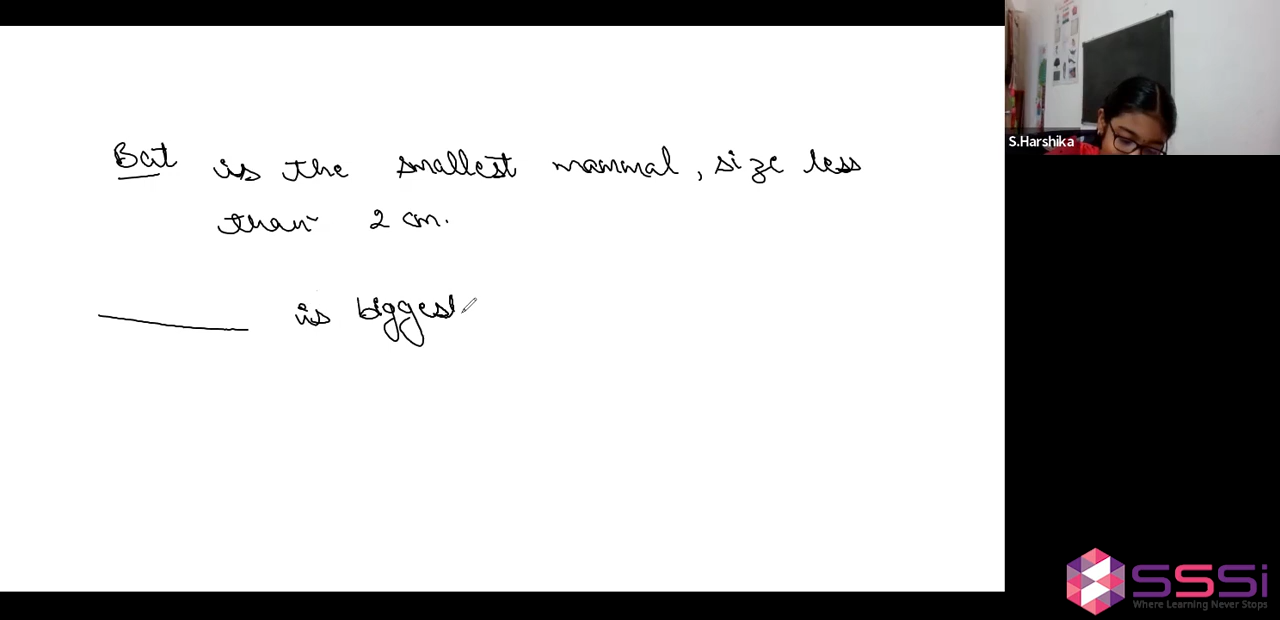 Bat is the smallest mammal, size less
than 2 cm.
______ is biggest
S.Harshika
SSSi
Where Learning Never Stops